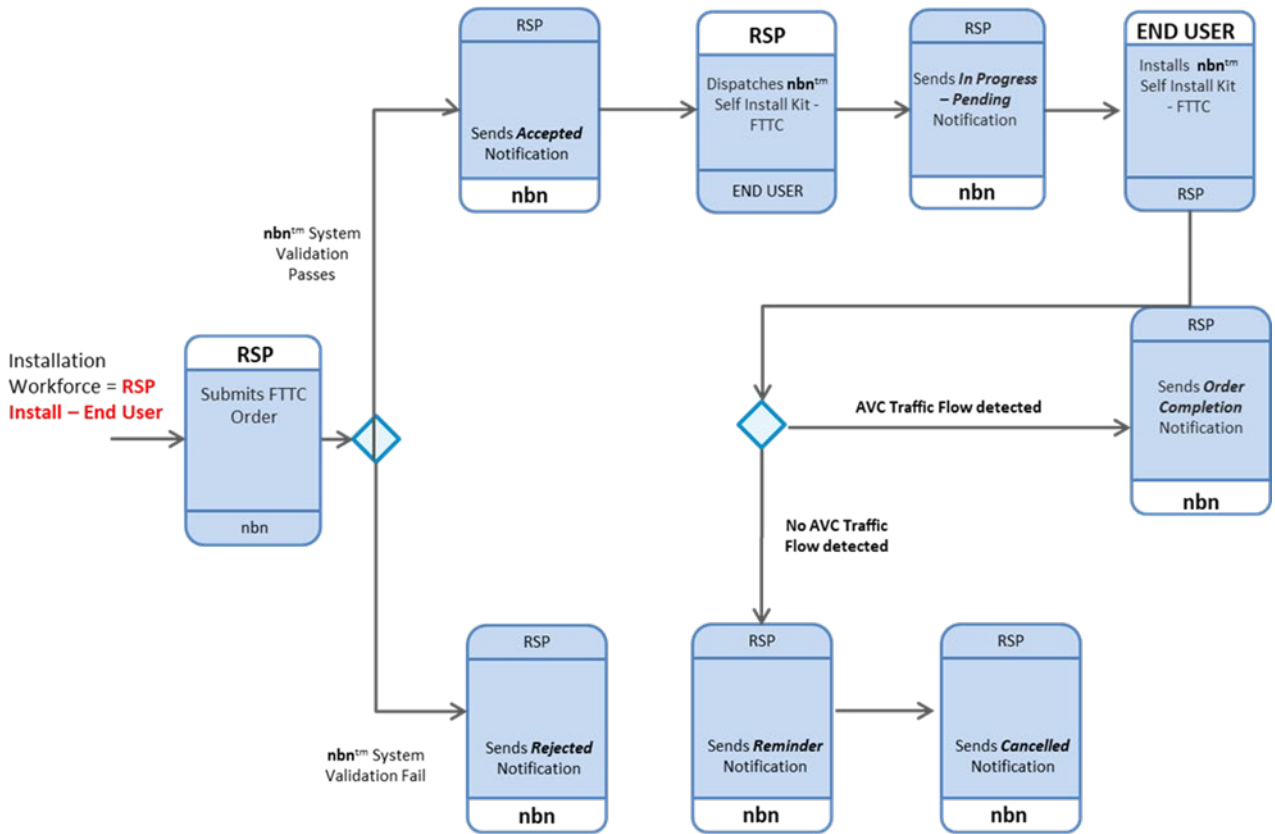 RSP
Sends Accepted
Notification
nbn
RSP
Dispatches nbn™
Self Install Kit -
FTTC
END USER
RSP
Sends In Progress
– Pending
Notification
nbn
END USER
Installs nbn™
Self Install Kit
- FTTC
RSP
nbn™ System
Validation
Passes
Installation
Workforce = RSP
Install – End User
RSP
Submits FTTC
Order
nbn
AVC Traffic Flow detected
RSP
Sends Order
Completion
Notification
nbn
No AVC Traffic
Flow detected
nbn™ System
Validation Fail
RSP
Sends Rejected
Notification
nbn
RSP
Sends Reminder
Notification
nbn
RSP
Sends Cancelled
Notification
nbn